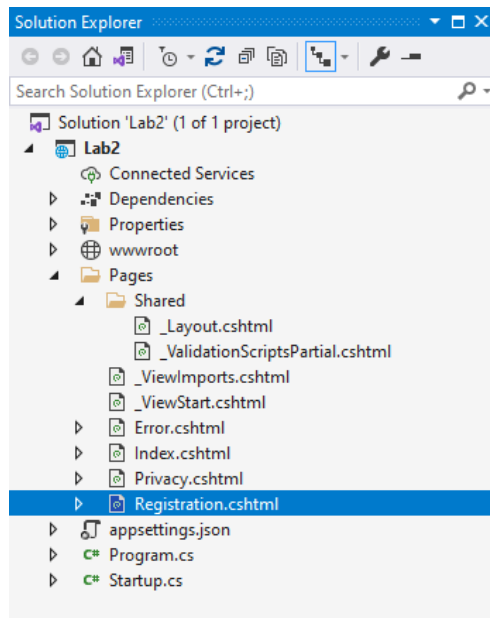 Solution Explorer
Search Solution Explorer (Ctrl+;)
Solution 'Lab2' (1 of 1 project)
Lab2
Connected Services
Dependencies
Properties
wwwroot
Pages
Shared
_Layout.cshtml
_ValidationScriptsPartial.cshtml
_ViewImports.cshtml
_ViewStart.cshtml
Error.cshtml
Index.cshtml
Privacy.cshtml
Registration.cshtml
appsettings.json
C# Program.cs
C# Startup.cs